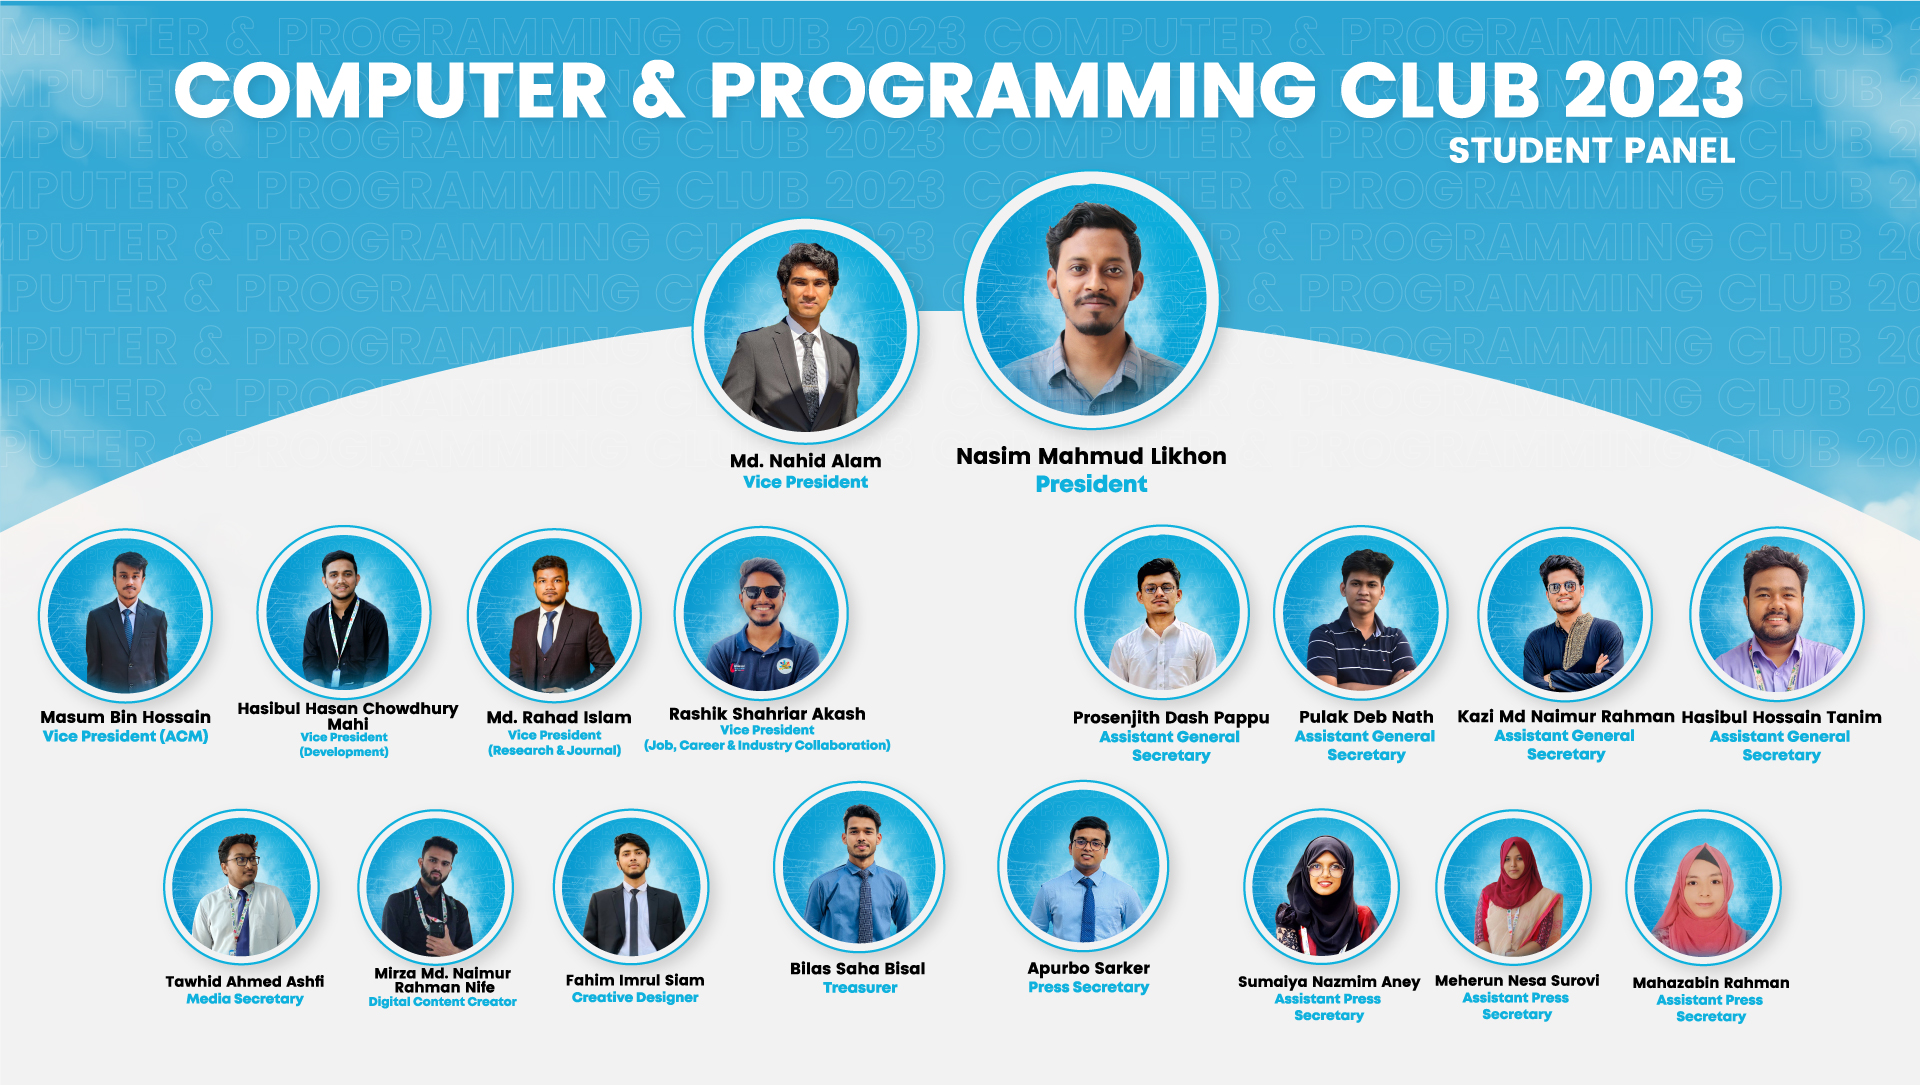 COMPUTER & PROGRAMMING CLUB 2023
STUDENT PANEL
Md. Nahid Alam
Vice President
Nasim Mahmud Likhon
President
Masum Bin Hossain
Vice President (ACM)
Hasibul Hasan Chowdhury
Mahi
Vice President
(Development)
Md. Rahad Islam
Vice President
(Research & Journal)
Rashik Shahriar Akash
Vice President
(Job, Career & Industry Collaboration)
Prosenjith Dash Pappu
Assistant General
Secretary
Pulak Deb Nath
Assistant General
Secretary
Kazi Md Naimur Rahman
Assistant General
Secretary
Hasibul Hossain Tanim
Assistant General
Secretary
Tawhid Ahmed Ashfi
Media Secretary
Mirza Md. Naimur
Rahman Nife
Digital Content Creator
Fahim Imrul Siam
Creative Designer
Bilas Saha Bisal
Treasurer
Apurbo Sarker
Press Secretary
Sumaiya Nazmim Aney
Assistant Press
Secretary
Meherun Nesa Surovi
Assistant Press
Secretary
Mahazabin Rahman
Assistant Press
Secretary